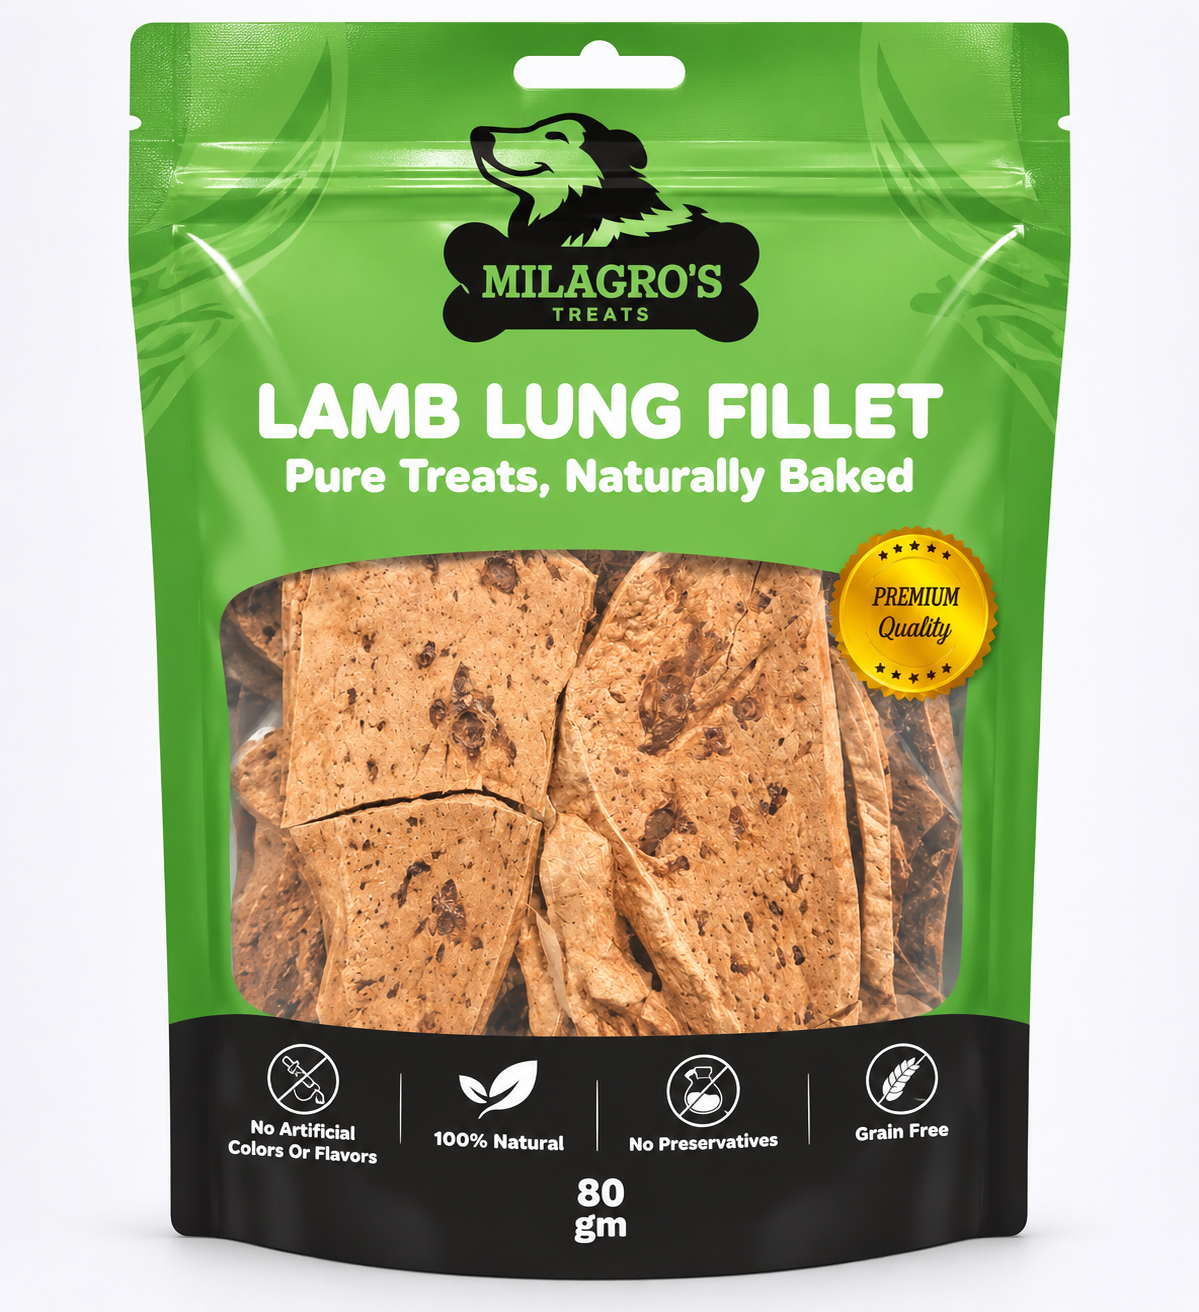 MILAGRO'S
TREATS
LAMB LUNG FILLET
Pure Treats, Naturally Baked
PREMIUM
Quality
No Artificial
Colors Or Flavors
100% Natural
No Preservatives
Grain Free
80
gm